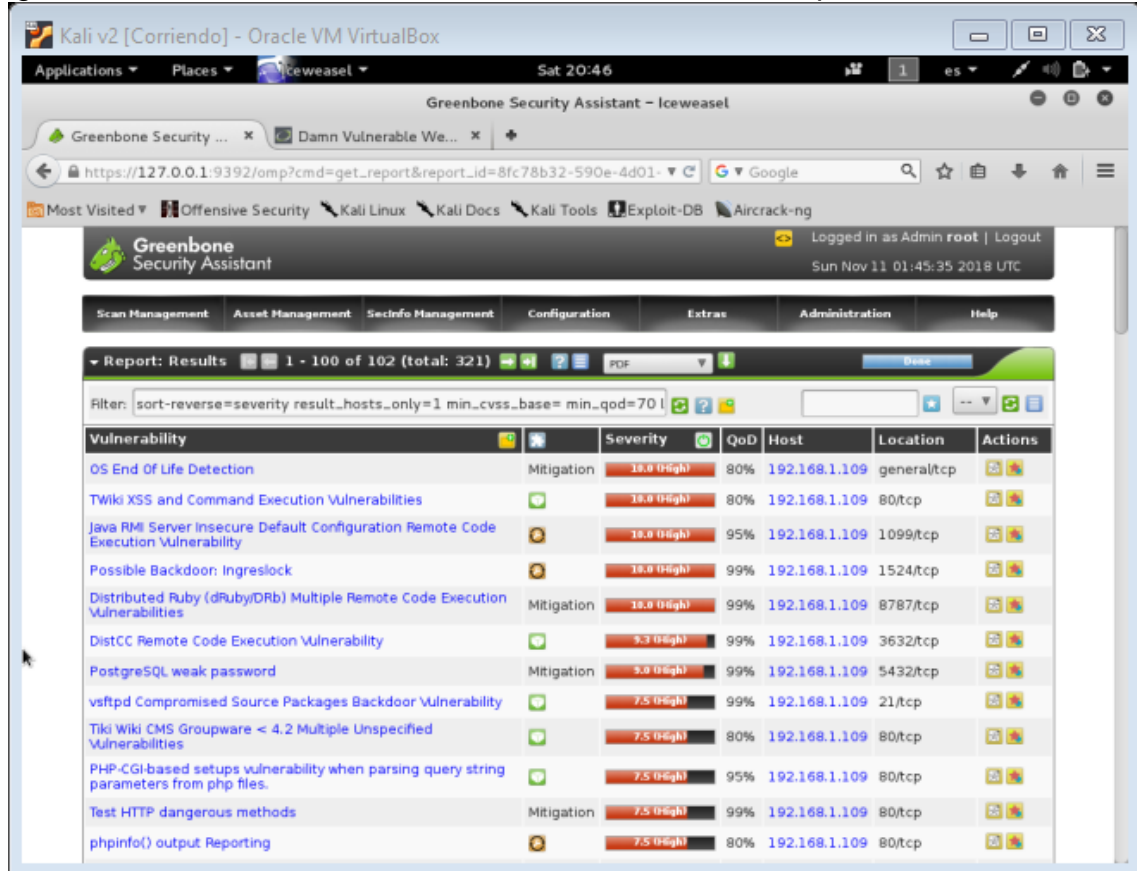 Kali v2 [Corriendo] - Oracle VM VirtualBox
Applications Places Iceweasel Sat 20:46 1 es
Greenbone Security Assistant - Iceweasel
Greenbone Security ... Damn Vulnerable We...
https://127.0.0.1:9392/omp?cmd=get_report&report_id=8fc78b32-590e-4d01- Google
Most Visited Offensive Security Kali Linux Kali Docs Kali Tools Exploit-DB Aircrack-ng
Greenbone
Security Assistant
Logged in as Admin root | Logout
Sun Nov 11 01:45:35 2018 UTC
Scan Management Asset Management SecInfo Management Configuration Extras Administration Help
Report: Results 1 - 100 of 102 (total: 321) PDF Done
Filter: sort-reverse=severity result_hosts_only=1 min_cvss_base= min_qod=70 --
Vulnerability Severity QoD Host Location Actions
OS End Of Life Detection Mitigation 10.0 (High) 80% 192.168.1.109 general/tcp
TWiki XSS and Command Execution Vulnerabilities 10.0 (High) 80% 192.168.1.109 80/tcp
Java RMI Server Insecure Default Configuration Remote Code
Execution Vulnerability 10.0 (High) 95% 192.168.1.109 1099/tcp
Possible Backdoor: Ingreslock 10.0 (High) 99% 192.168.1.109 1524/tcp
Distributed Ruby (dRuby/DRb) Multiple Remote Code Execution
Vulnerabilities Mitigation 10.0 (High) 99% 192.168.1.109 8787/tcp
DistCC Remote Code Execution Vulnerability 9.3 (High) 99% 192.168.1.109 3632/tcp
PostgreSQL weak password Mitigation 9.0 (High) 99% 192.168.1.109 5432/tcp
vsftpd Compromised Source Packages Backdoor Vulnerability 7.5 (High) 99% 192.168.1.109 21/tcp
Tiki Wiki CMS Groupware < 4.2 Multiple Unspecified
Vulnerabilities 7.5 (High) 80% 192.168.1.109 80/tcp
PHP-CGI-based setups vulnerability when parsing query string
parameters from php files. 7.5 (High) 95% 192.168.1.109 80/tcp
Test HTTP dangerous methods Mitigation 7.5 (High) 99% 192.168.1.109 80/tcp
phpinfo() output Reporting 7.5 (High) 80% 192.168.1.109 80/tcp